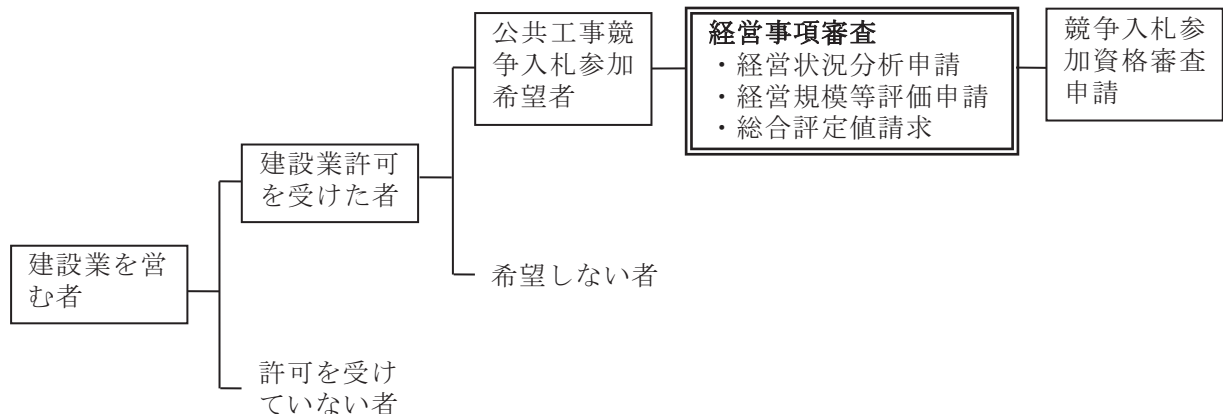 公共工事競
争入札参加
希望者
経営事項審査
・経営状況分析申請
・経営規模等評価申請
・総合評定値請求
競争入札参
加資格審査
申請
建設業許可
を受けた者
建設業を営
む者
希望しない者
許可を受け
ていない者